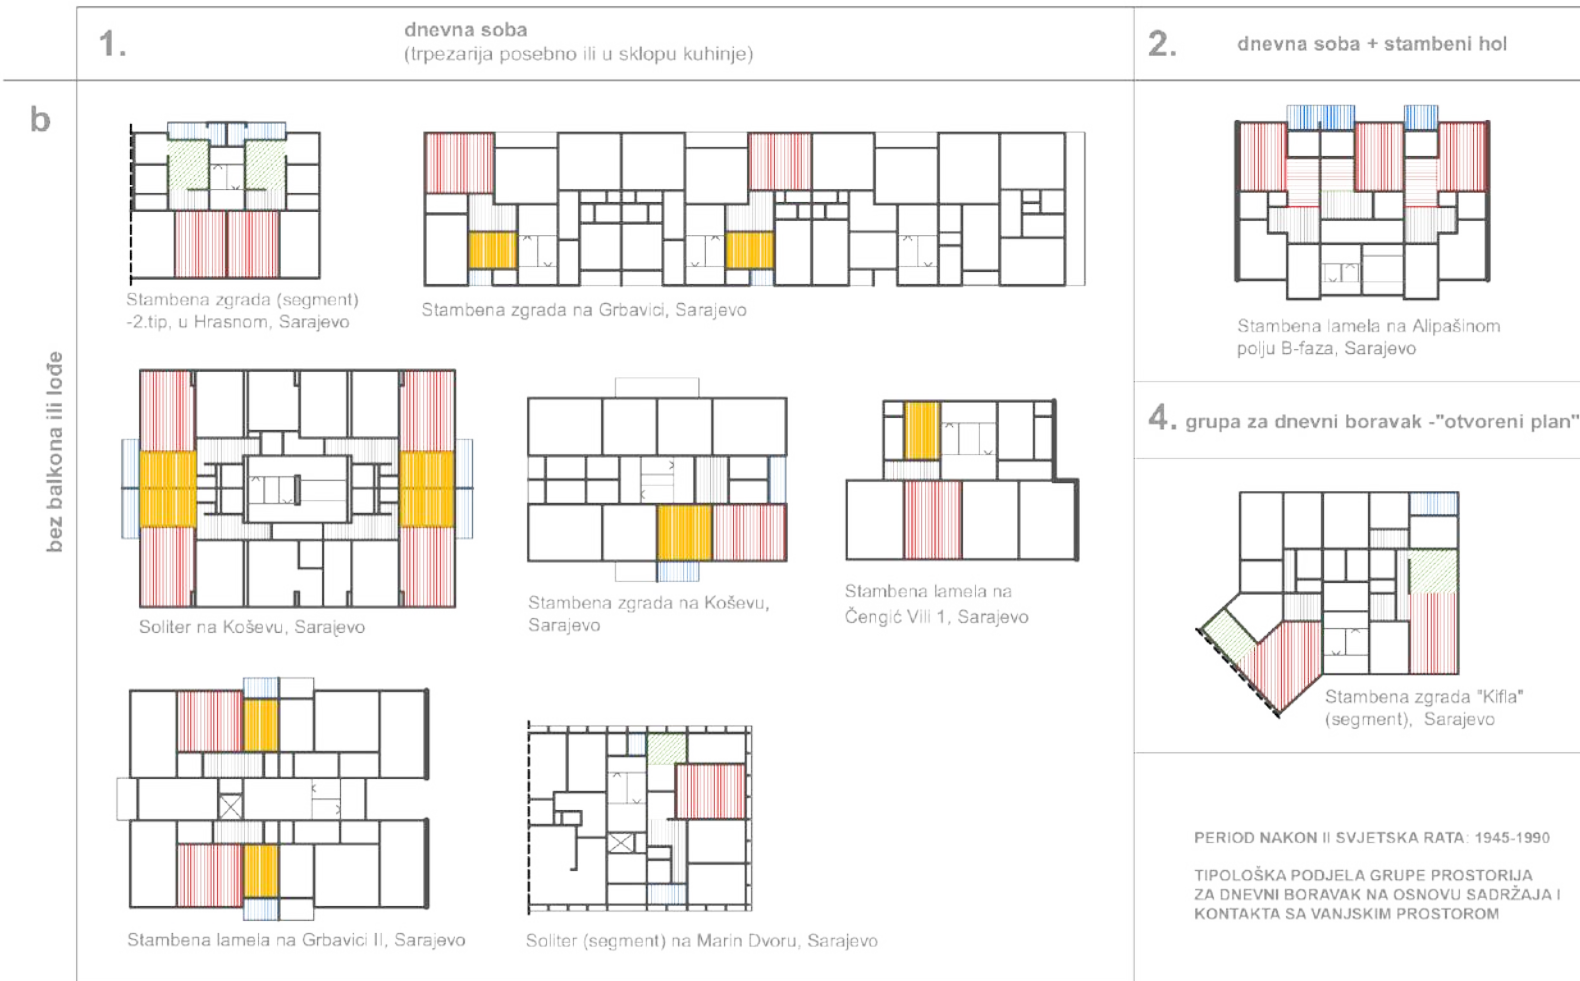 1.
dnevna soba
(trpezarija posebno ili u sklopu kuhinje)
2.
dnevna soba + stambeni hol
b
bez balkona ili lođe
Stambena zgrada (segment)
-2.tip, u Hrasnom, Sarajevo
Stambena zgrada na Grbavici, Sarajevo
Stambena lamela na Alipašinom
polju B-faza, Sarajevo
Soliter na Koševu, Sarajevo
Stambena zgrada na Koševu,
Sarajevo
Stambena lamela na
Čengić Vili 1, Sarajevo
4. grupa za dnevni boravak -"otvoreni plan"
Stambena zgrada "Kifla"
(segment), Sarajevo
Stambena lamela na Grbavici II, Sarajevo
Soliter (segment) na Marin Dvoru, Sarajevo
PERIOD NAKON II SVJETSKA RATA: 1945-1990
TIPOLOŠKA PODJELA GRUPE PROSTORIJA
ZA DNEVNI BORAVAK NA OSNOVU SADRŽAJA I
KONTAKTA SA VANJSKIM PROSTOROM